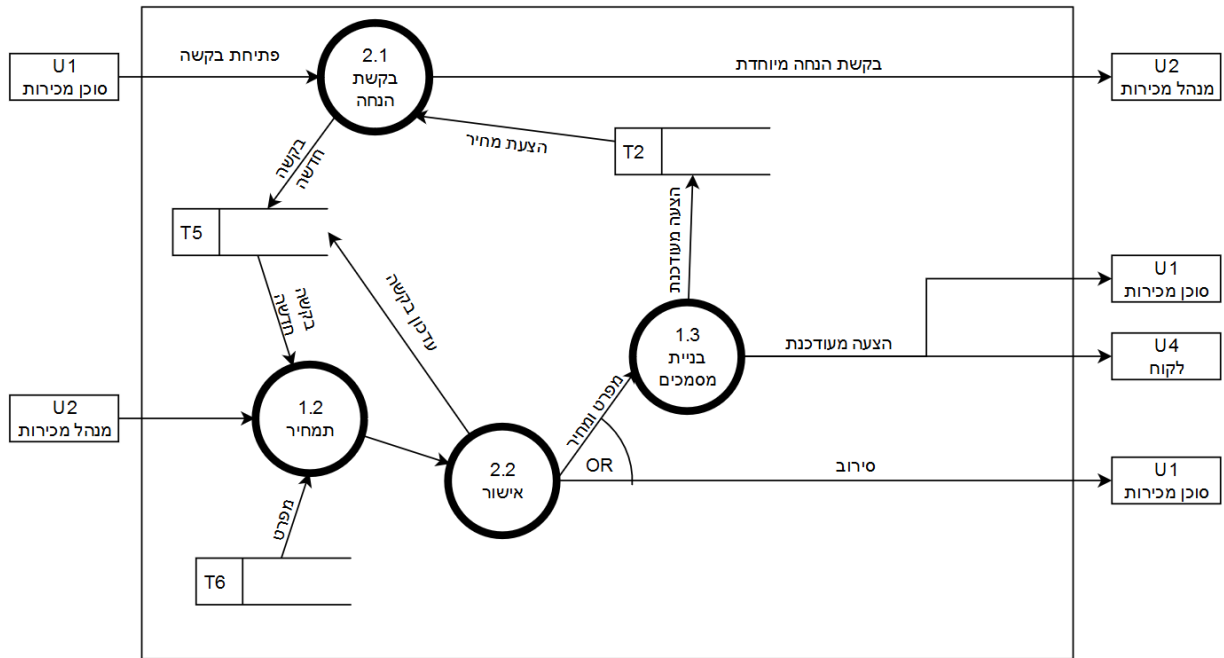 U1
סוכן מכירות
פתיחת בקשה
2.1
בקשת
הנחה
בקשת הנחה מיוחדת
U2
מנהל מכירות
הצעת מחיר
T2
בקשה
חדשה
T5
הצעה מעודכנת
בקשה
חדשה
עדכון בקשה
U1
סוכן מכירות
1.3
בניית
מסמכים
הצעה מעודכנת
U4
לקוח
U2
מנהל מכירות
1.2
תמחיר
מפרט ומחיר
2.2
אישור
OR
סירוב
U1
סוכן מכירות
מפרט
T6